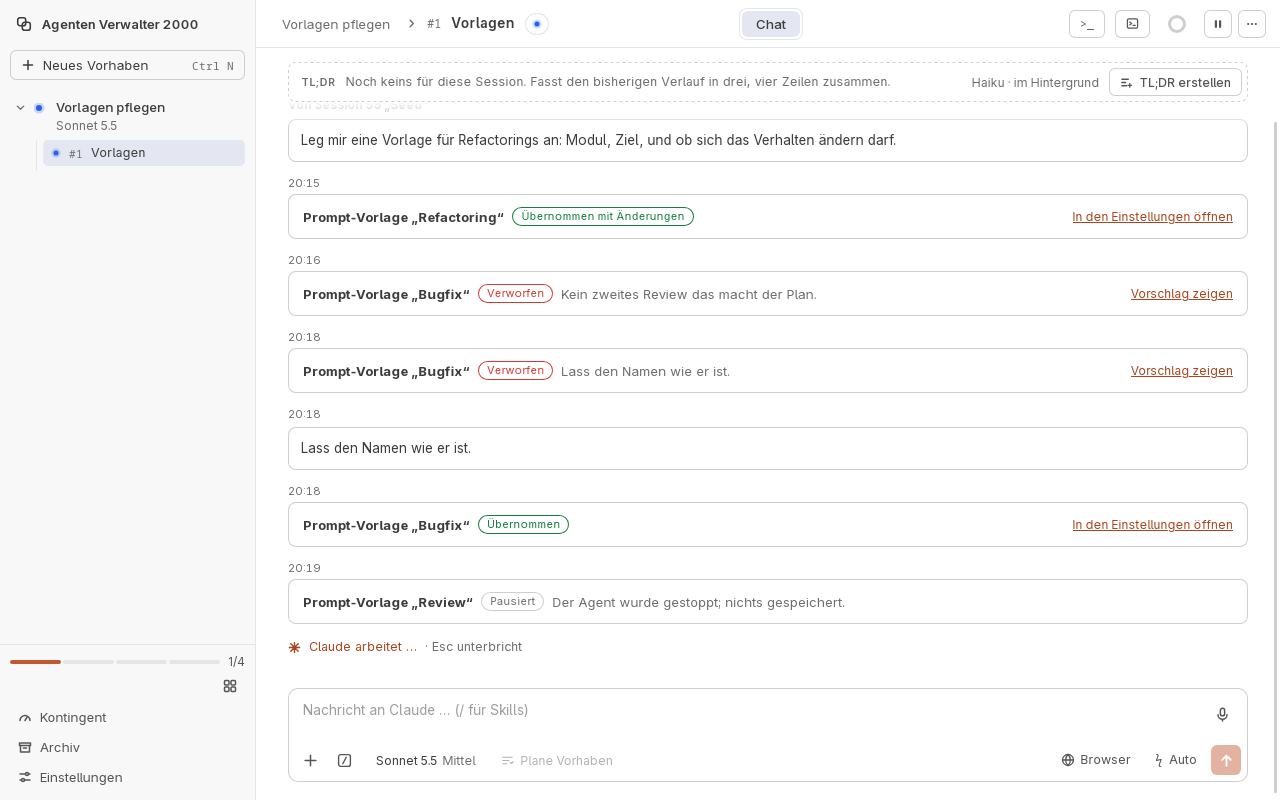 Agenten Verwalter 2000
Neues Vorhaben Ctrl N
Vorlagen pflegen
Sonnet 5.5
#1 Vorlagen
1/4
Kontingent
Archiv
Einstellungen
Vorlagen pflegen > #1 Vorlagen
Chat
TL;DR Noch keins für diese Session. Fasst den bisherigen Verlauf in drei, vier Zeilen zusammen. Haiku · im Hintergrund TL;DR erstellen
Leg mir eine Vorlage für Refactorings an: Modul, Ziel, und ob sich das Verhalten ändern darf.
20:15
Prompt-Vorlage „Refactoring“ Übernommen mit Änderungen In den Einstellungen öffnen
20:16
Prompt-Vorlage „Bugfix“ Verworfen Kein zweites Review das macht der Plan. Vorschlag zeigen
20:18
Prompt-Vorlage „Bugfix“ Verworfen Lass den Namen wie er ist. Vorschlag zeigen
20:18
Lass den Namen wie er ist.
20:18
Prompt-Vorlage „Bugfix“ Übernommen In den Einstellungen öffnen
20:19
Prompt-Vorlage „Review“ Pausiert Der Agent wurde gestoppt; nichts gespeichert.
Claude arbeitet … · Esc unterbricht
Nachricht an Claude … (/ für Skills)
Sonnet 5.5 Mittel Plane Vorhaben Browser Auto